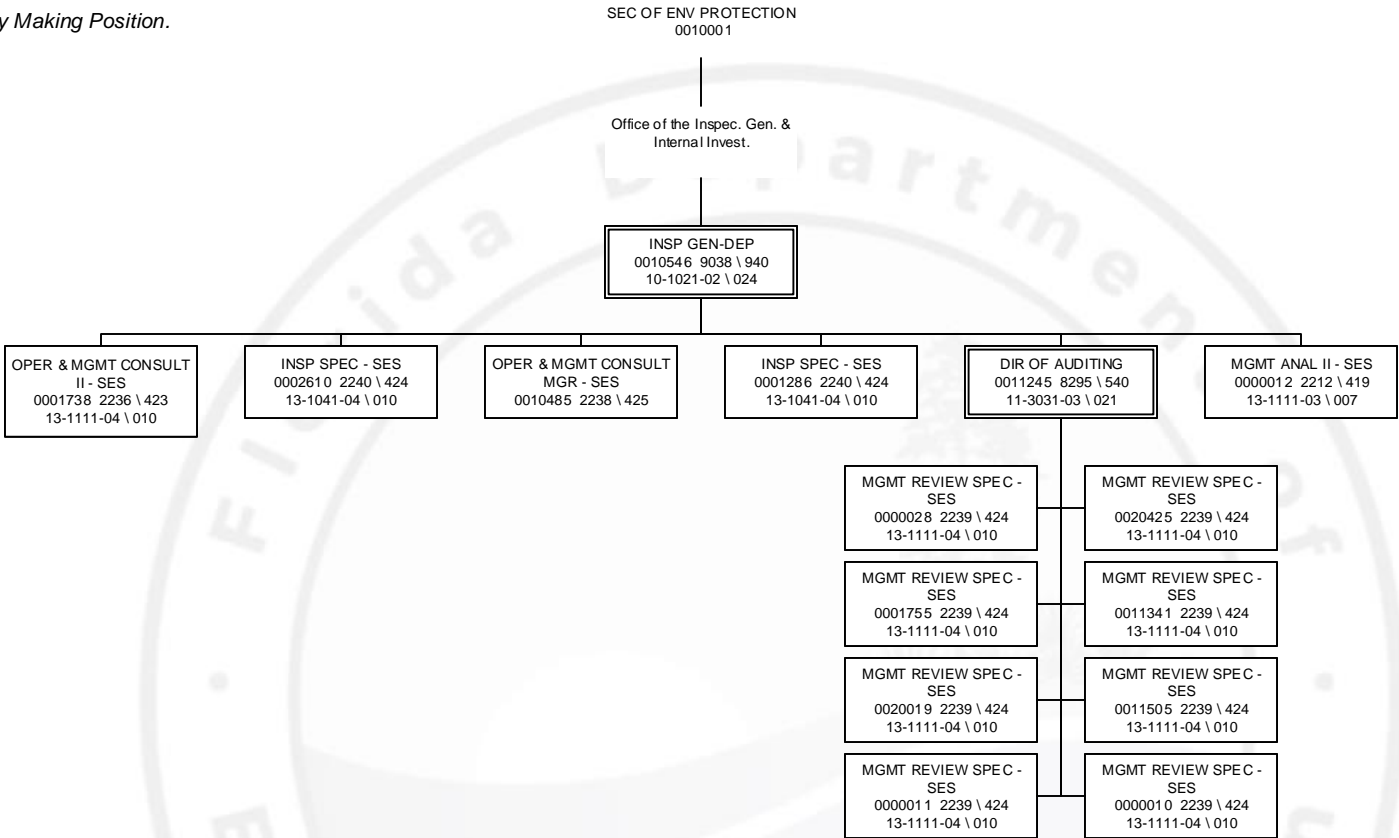 y Making Position.
SEC OF ENV PROTECTION
0010001
Office of the Inspec. Gen. &
Internal Invest.
INSP GEN-DEP
0010546 9038 \ 940
10-1021-02 \ 024
OPER & MGMT CONSULT
II - SES
0001738 2236 \ 423
13-1111-04 \ 010
INSP SPEC - SES
0002610 2240 \ 424
13-1041-04 \ 010
OPER & MGMT CONSULT
MGR - SES
0010485 2238 \ 425
INSP SPEC - SES
0001286 2240 \ 424
13-1041-04 \ 010
DIR OF AUDITING
0011245 8295 \ 540
11-3031-03 \ 021
MGMT ANAL II - SES
0000012 2212 \ 419
13-1111-03 \ 007
MGMT REVIEW SPEC -
SES
0000028 2239 \ 424
13-1111-04 \ 010
MGMT REVIEW SPEC -
SES
0020425 2239 \ 424
13-1111-04 \ 010
MGMT REVIEW SPEC -
SES
0001755 2239 \ 424
13-1111-04 \ 010
MGMT REVIEW SPEC -
SES
0011341 2239 \ 424
13-1111-04 \ 010
MGMT REVIEW SPEC -
SES
0020019 2239 \ 424
13-1111-04 \ 010
MGMT REVIEW SPEC -
SES
0011505 2239 \ 424
13-1111-04 \ 010
MGMT REVIEW SPEC -
SES
0000011 2239 \ 424
13-1111-04 \ 010
MGMT REVIEW SPEC -
SES
0000010 2239 \ 424
13-1111-04 \ 010
Florida Department of